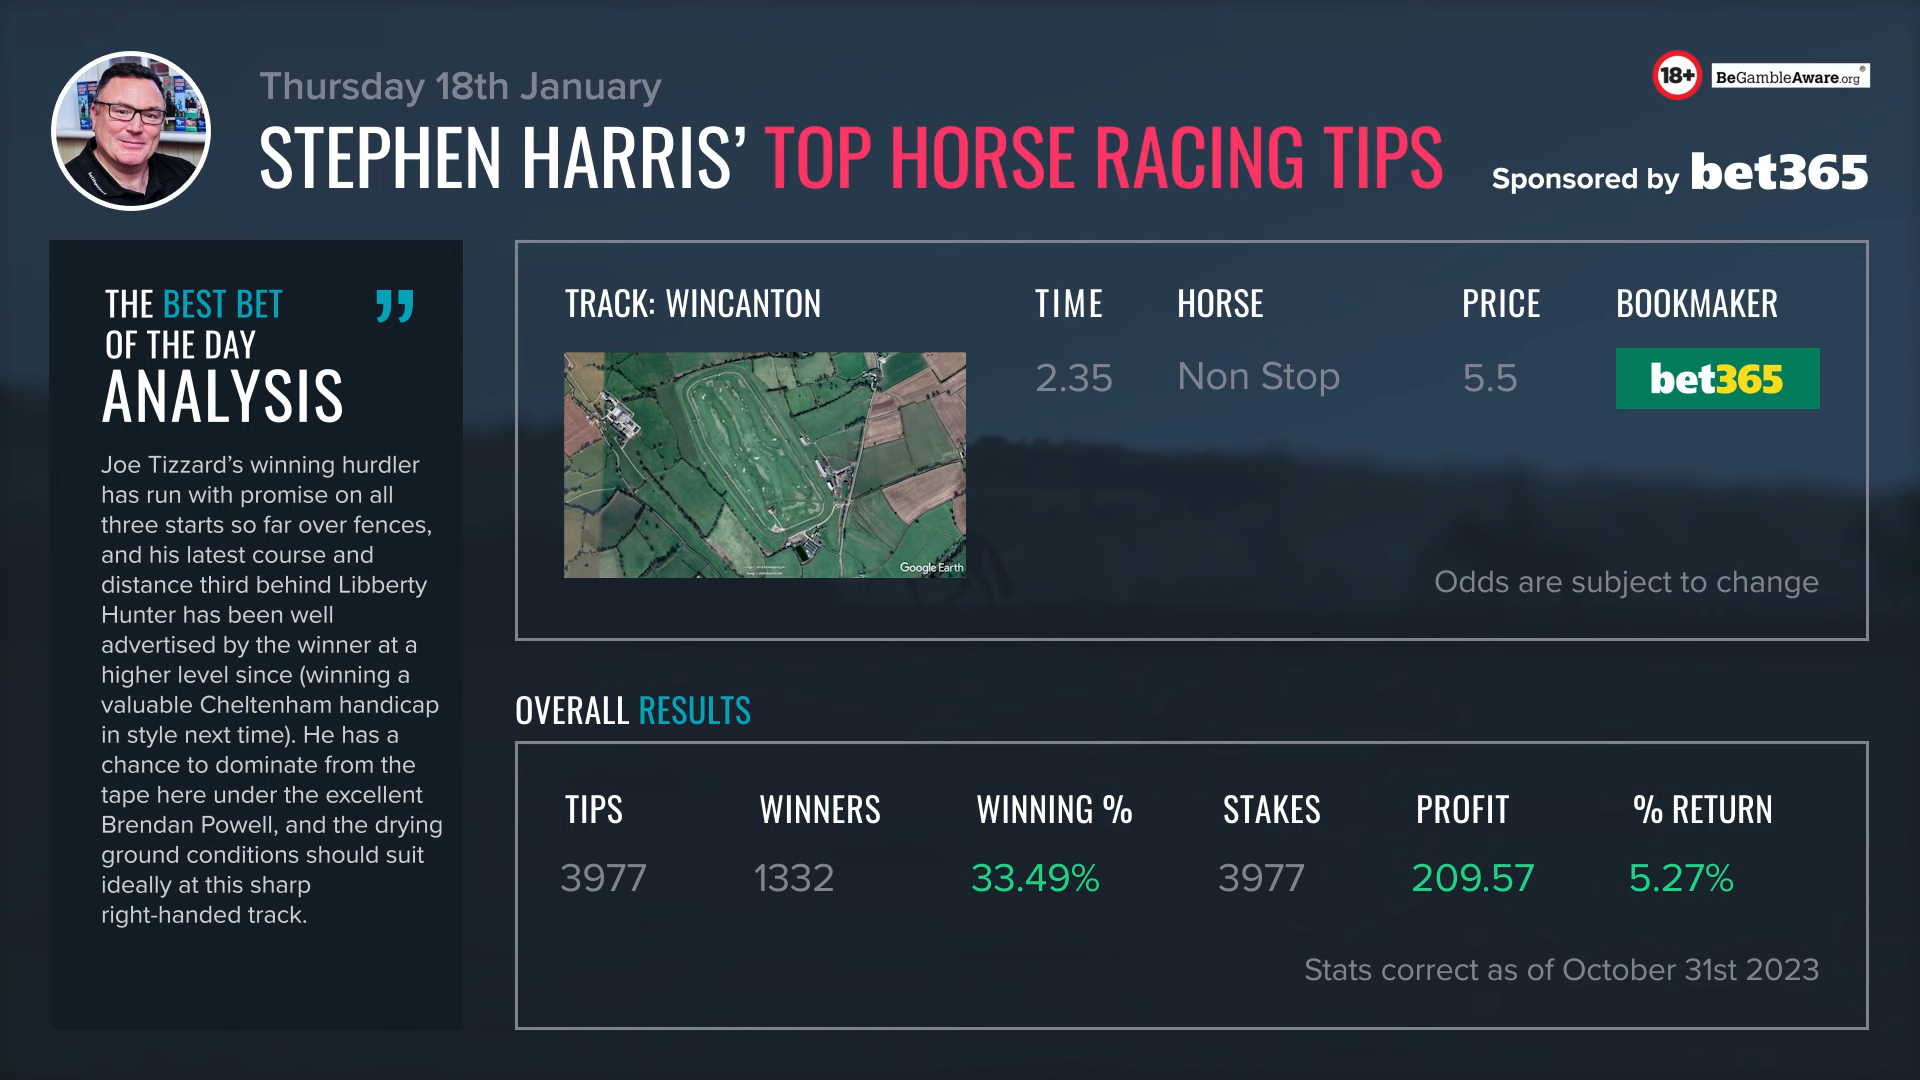 Thursday 18th January
STEPHEN HARRIS’ TOP HORSE RACING TIPS
18+
BeGambleAware.org®
Sponsored by bet365
THE BEST BET
OF THE DAY
ANALYSIS
”
Joe Tizzard’s winning hurdler
has run with promise on all
three starts so far over fences,
and his latest course and
distance third behind Libberty
Hunter has been well
advertised by the winner at a
higher level since (winning a
valuable Cheltenham handicap
in style next time). He has a
chance to dominate from the
tape here under the excellent
Brendan Powell, and the drying
ground conditions should suit
ideally at this sharp
right-handed track.
TRACK: WINCANTON TIME HORSE PRICE BOOKMAKER
2.35 Non Stop 5.5 bet365
Google Earth
Odds are subject to change
OVERALL RESULTS
TIPS WINNERS WINNING % STAKES PROFIT % RETURN
3977 1332 33.49% 3977 209.57 5.27%
Stats correct as of October 31st 2023